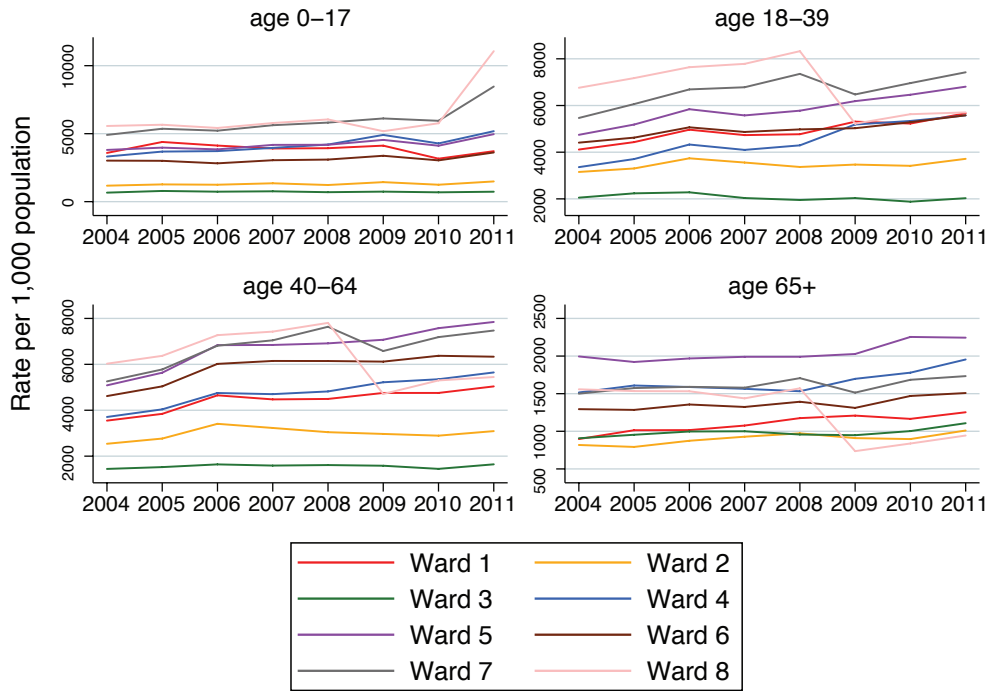 Rate per 1,000 population
age 0–17
0 5000 10000
2004 2005 2006 2007 2008 2009 2010 2011
age 18–39
2000 4000 6000 8000
2004 2005 2006 2007 2008 2009 2010 2011
age 40–64
2000 4000 6000 8000
2004 2005 2006 2007 2008 2009 2010 2011
age 65+
500 1000 1500 2000 2500
2004 2005 2006 2007 2008 2009 2010 2011
Ward 1 Ward 2
Ward 3 Ward 4
Ward 5 Ward 6
Ward 7 Ward 8